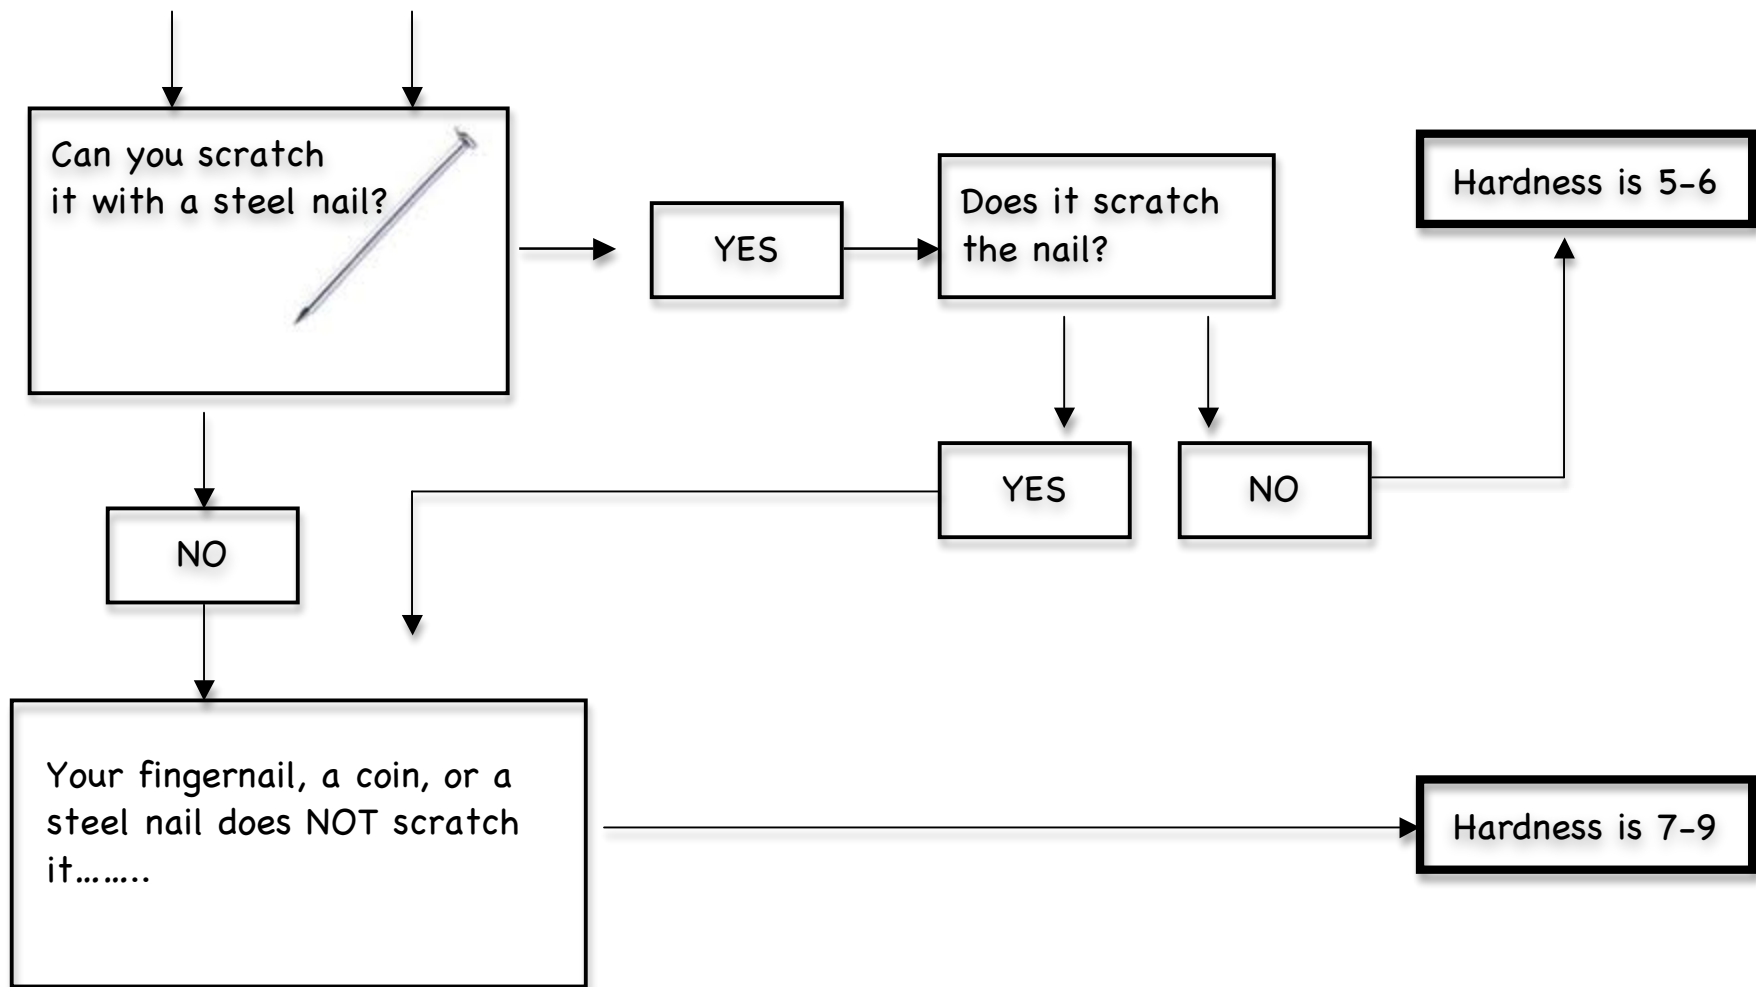 Can you scratch
it with a steel nail?
YES
Does it scratch
the nail?
Hardness is 5-6
YES
NO
NO
Your fingernail, a coin, or a
steel nail does NOT scratch
it........
Hardness is 7-9